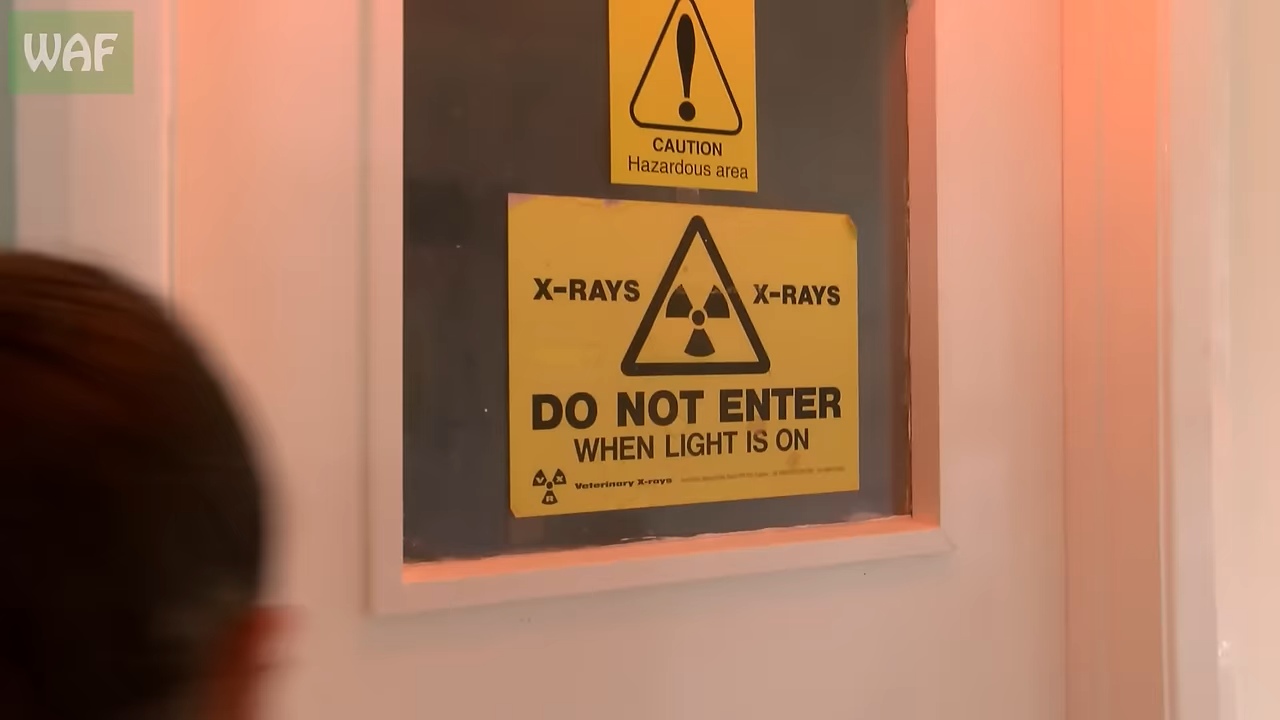 WAF
CAUTION
Hazardous area
X-RAYS X-RAYS
DO NOT ENTER
WHEN LIGHT IS ON
V X
R
Veterinary X-rays